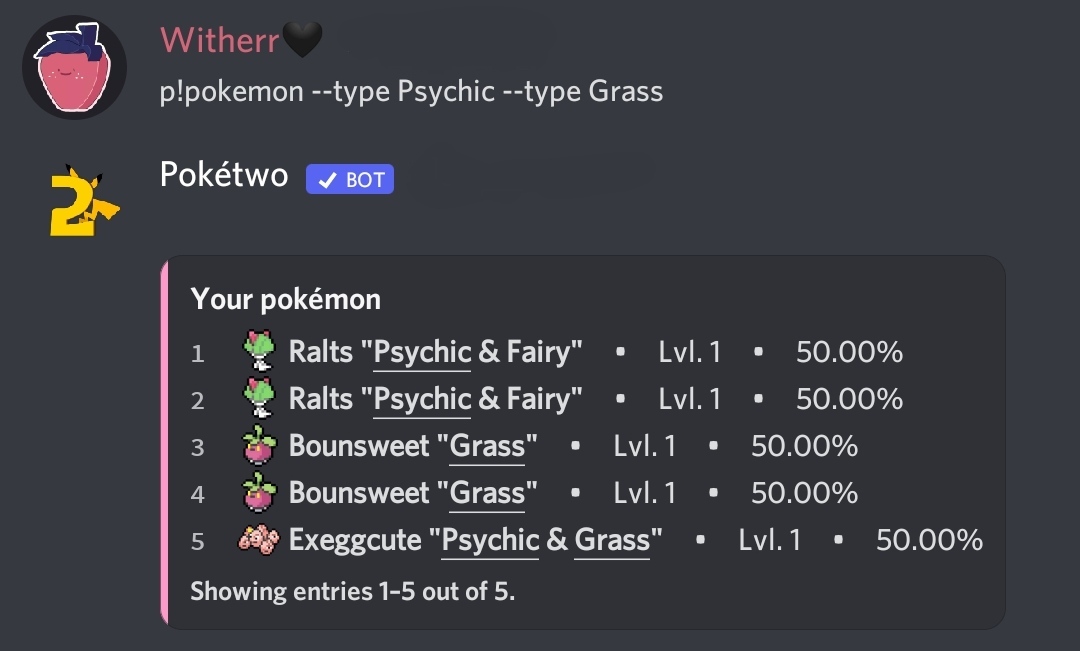 Witherr🖤
p!pokemon --type Psychic --type Grass
Pokétwo ✓ BOT
Your pokémon
1 Ralts "Psychic & Fairy" • Lvl. 1 • 50.00%
2 Ralts "Psychic & Fairy" • Lvl. 1 • 50.00%
3 Bounsweet "Grass" • Lvl. 1 • 50.00%
4 Bounsweet "Grass" • Lvl. 1 • 50.00%
5 Exeggcute "Psychic & Grass" • Lvl. 1 • 50.00%
Showing entries 1–5 out of 5.